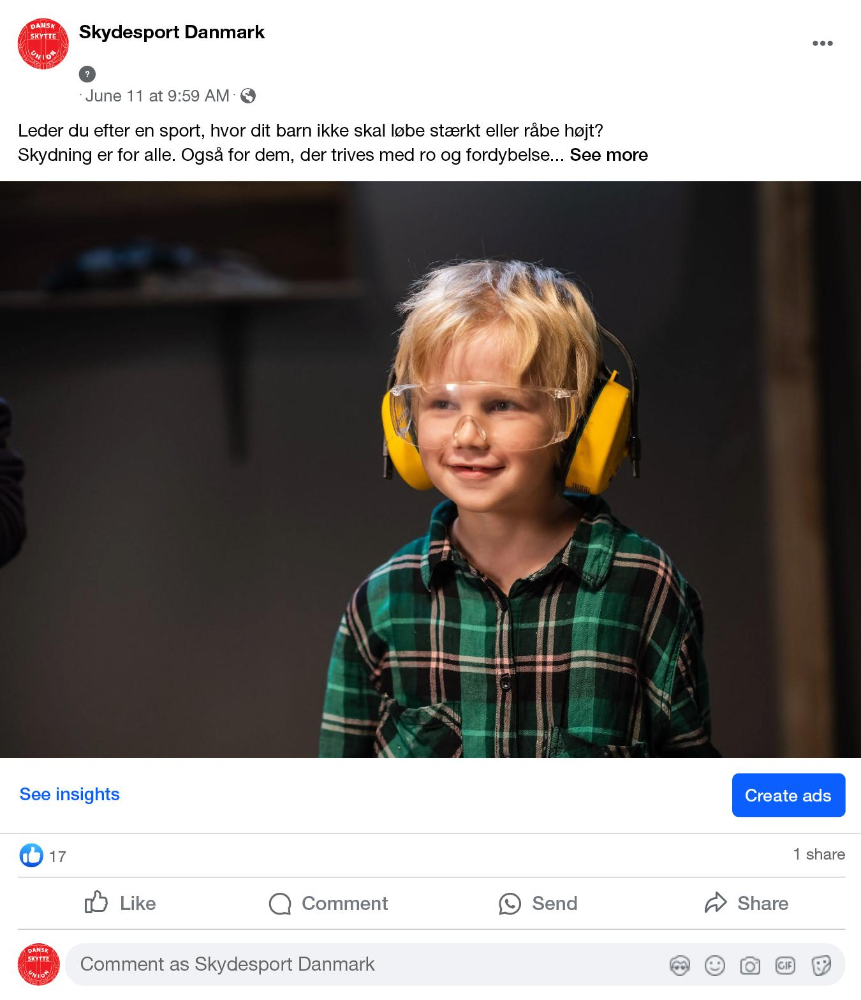 DANSK
SKYTTE
UNION
Skydesport Danmark
?
· June 11 at 9:59 AM ·
Leder du efter en sport, hvor dit barn ikke skal løbe stærkt eller råbe højt?
Skydning er for alle. Også for dem, der trives med ro og fordybelse... See more
See insights
Create ads
17
1 share
Like
Comment
Send
Share
DANSK
SKYTTE
UNION
Comment as Skydesport Danmark
GIF